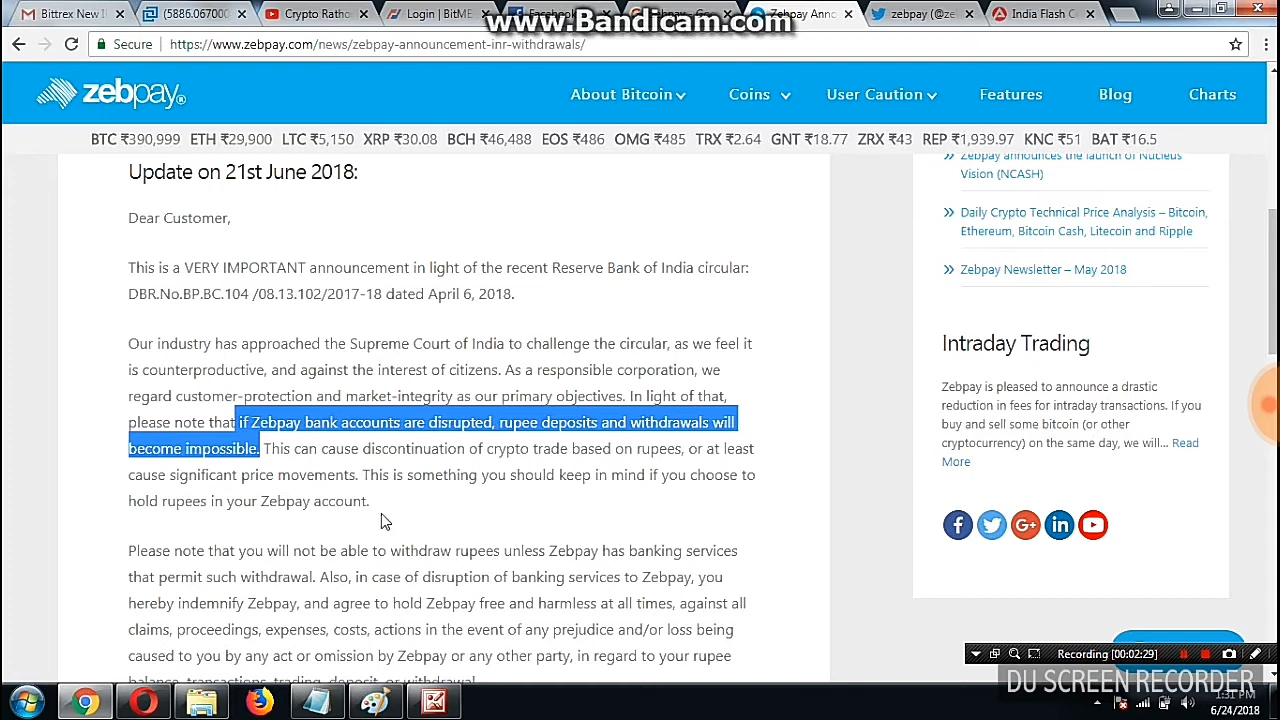 Bittrex New I
(5886.067000
Crypto Ratho
Login | BitME
Zebpay Anno
zebpay (@ze
India Flash C
www.Bandicam.com
Secure
https://www.zebpay.com/news/zebpay-announcement-inr-withdrawals/
zebpay
About Bitcoin Coins User Caution Features Blog Charts
BTC ₹390,999 ETH ₹29,900 LTC ₹5,150 XRP ₹30.08 BCH ₹46,488 EOS ₹486 OMG ₹485 TRX ₹2.64 GNT ₹18.77 ZRX ₹43 REP ₹1,939.97 KNC ₹51 BAT ₹16.5
Update on 21st June 2018:
Dear Customer,
This is a VERY IMPORTANT announcement in light of the recent Reserve Bank of India circular:
DBR.No.BP.BC.104 /08.13.102/2017-18 dated April 6, 2018.
Our industry has approached the Supreme Court of India to challenge the circular, as we feel it
is counterproductive, and against the interest of citizens. As a responsible corporation, we
regard customer-protection and market-integrity as our primary objectives. In light of that,
please note that if Zebpay bank accounts are disrupted, rupee deposits and withdrawals will
become impossible. This can cause discontinuation of crypto trade based on rupees, or at least
cause significant price movements. This is something you should keep in mind if you choose to
hold rupees in your Zebpay account.
Please note that you will not be able to withdraw rupees unless Zebpay has banking services
that permit such withdrawal. Also, in case of disruption of banking services to Zebpay, you
hereby indemnify Zebpay, and agree to hold Zebpay free and harmless at all times, against all
claims, proceedings, expenses, costs, actions in the event of any prejudice and/or loss being
caused to you by any act or omission by Zebpay or any other party, in regard to your rupee
balance, transactions, trading, deposit, or withdrawal.
Zebpay announces the launch of Nucleus
Vision (NCASH)
Daily Crypto Technical Price Analysis – Bitcoin,
Ethereum, Bitcoin Cash, Litecoin and Ripple
Zebpay Newsletter – May 2018
Intraday Trading
Zebpay is pleased to announce a drastic
reduction in fees for intraday transactions. If you
buy and sell some bitcoin (or other
cryptocurrency) on the same day, we will… Read
More
Recording [00:02:29]
DU SCREEN RECORDER
1:31 PM
6/24/2018